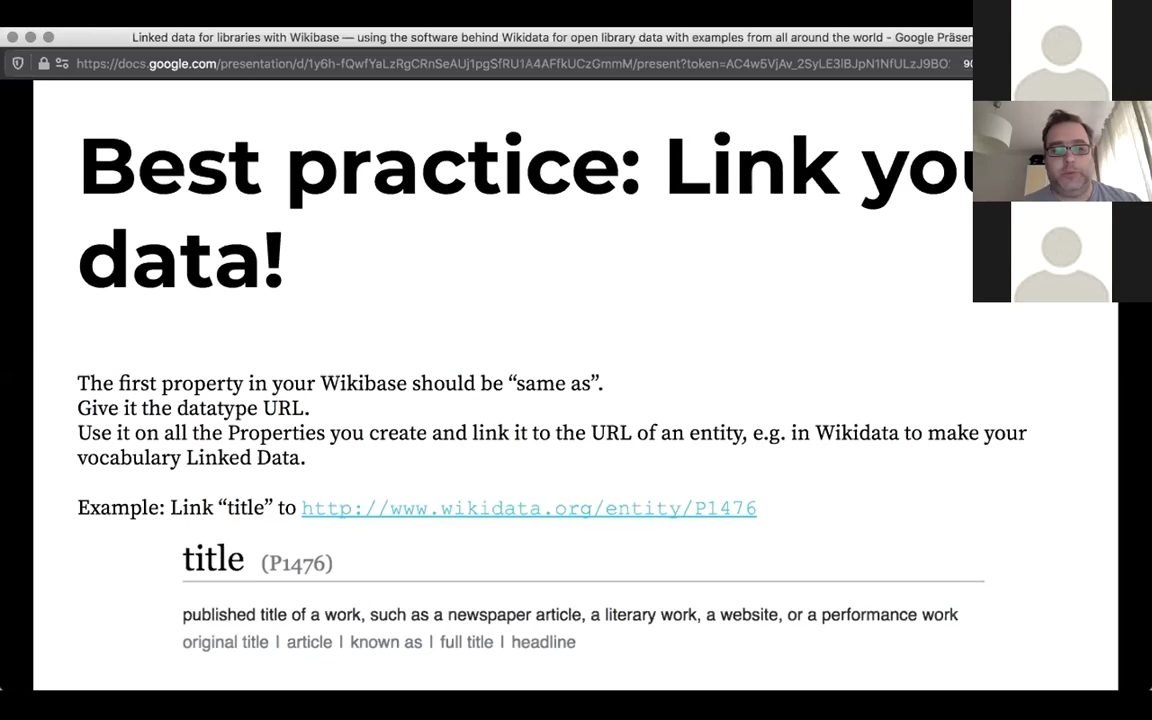 Linked data for libraries with Wikibase — using the software behind Wikidata for open library data with examples from all around the world - Google Präsen
https://docs.google.com/presentation/d/1y6h-fQwfYaLzRgCRnSeAUj1pgSfRU1A4AFfkUCzGmmM/present?token=AC4w5VjAv_2SyLE3lBJpN1NfULzJ9BO
Best practice: Link you
data!
The first property in your Wikibase should be “same as”.
Give it the datatype URL.
Use it on all the Properties you create and link it to the URL of an entity, e.g. in Wikidata to make your
vocabulary Linked Data.
Example: Link “title” to http://www.wikidata.org/entity/P1476
title (P1476)
published title of a work, such as a newspaper article, a literary work, a website, or a performance work
original title | article | known as | full title | headline